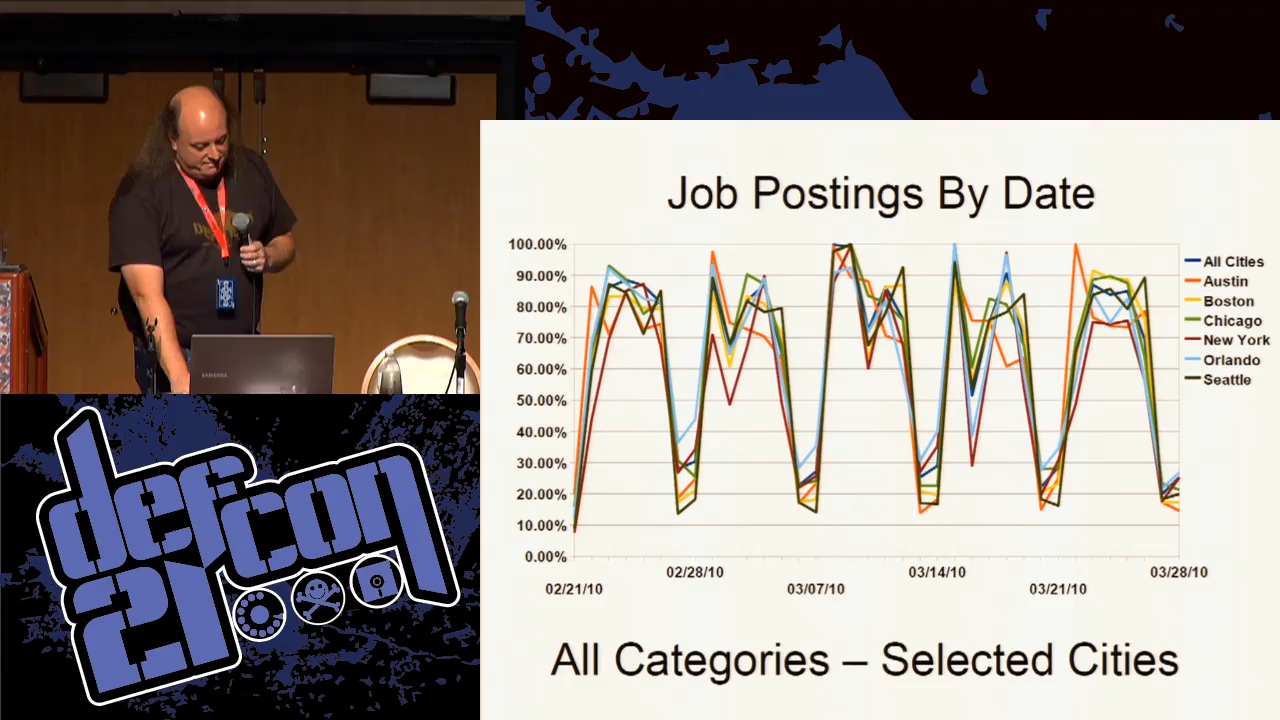 SAMSUNG
defcon
21
Job Postings By Date
100.00%
90.00%
80.00%
70.00%
60.00%
50.00%
40.00%
30.00%
20.00%
10.00%
0.00%
All Cities
Austin
Boston
Chicago
New York
Orlando
Seattle
02/28/10
03/14/10
03/28/10
02/21/10
03/07/10
03/21/10
All Categories – Selected Cities